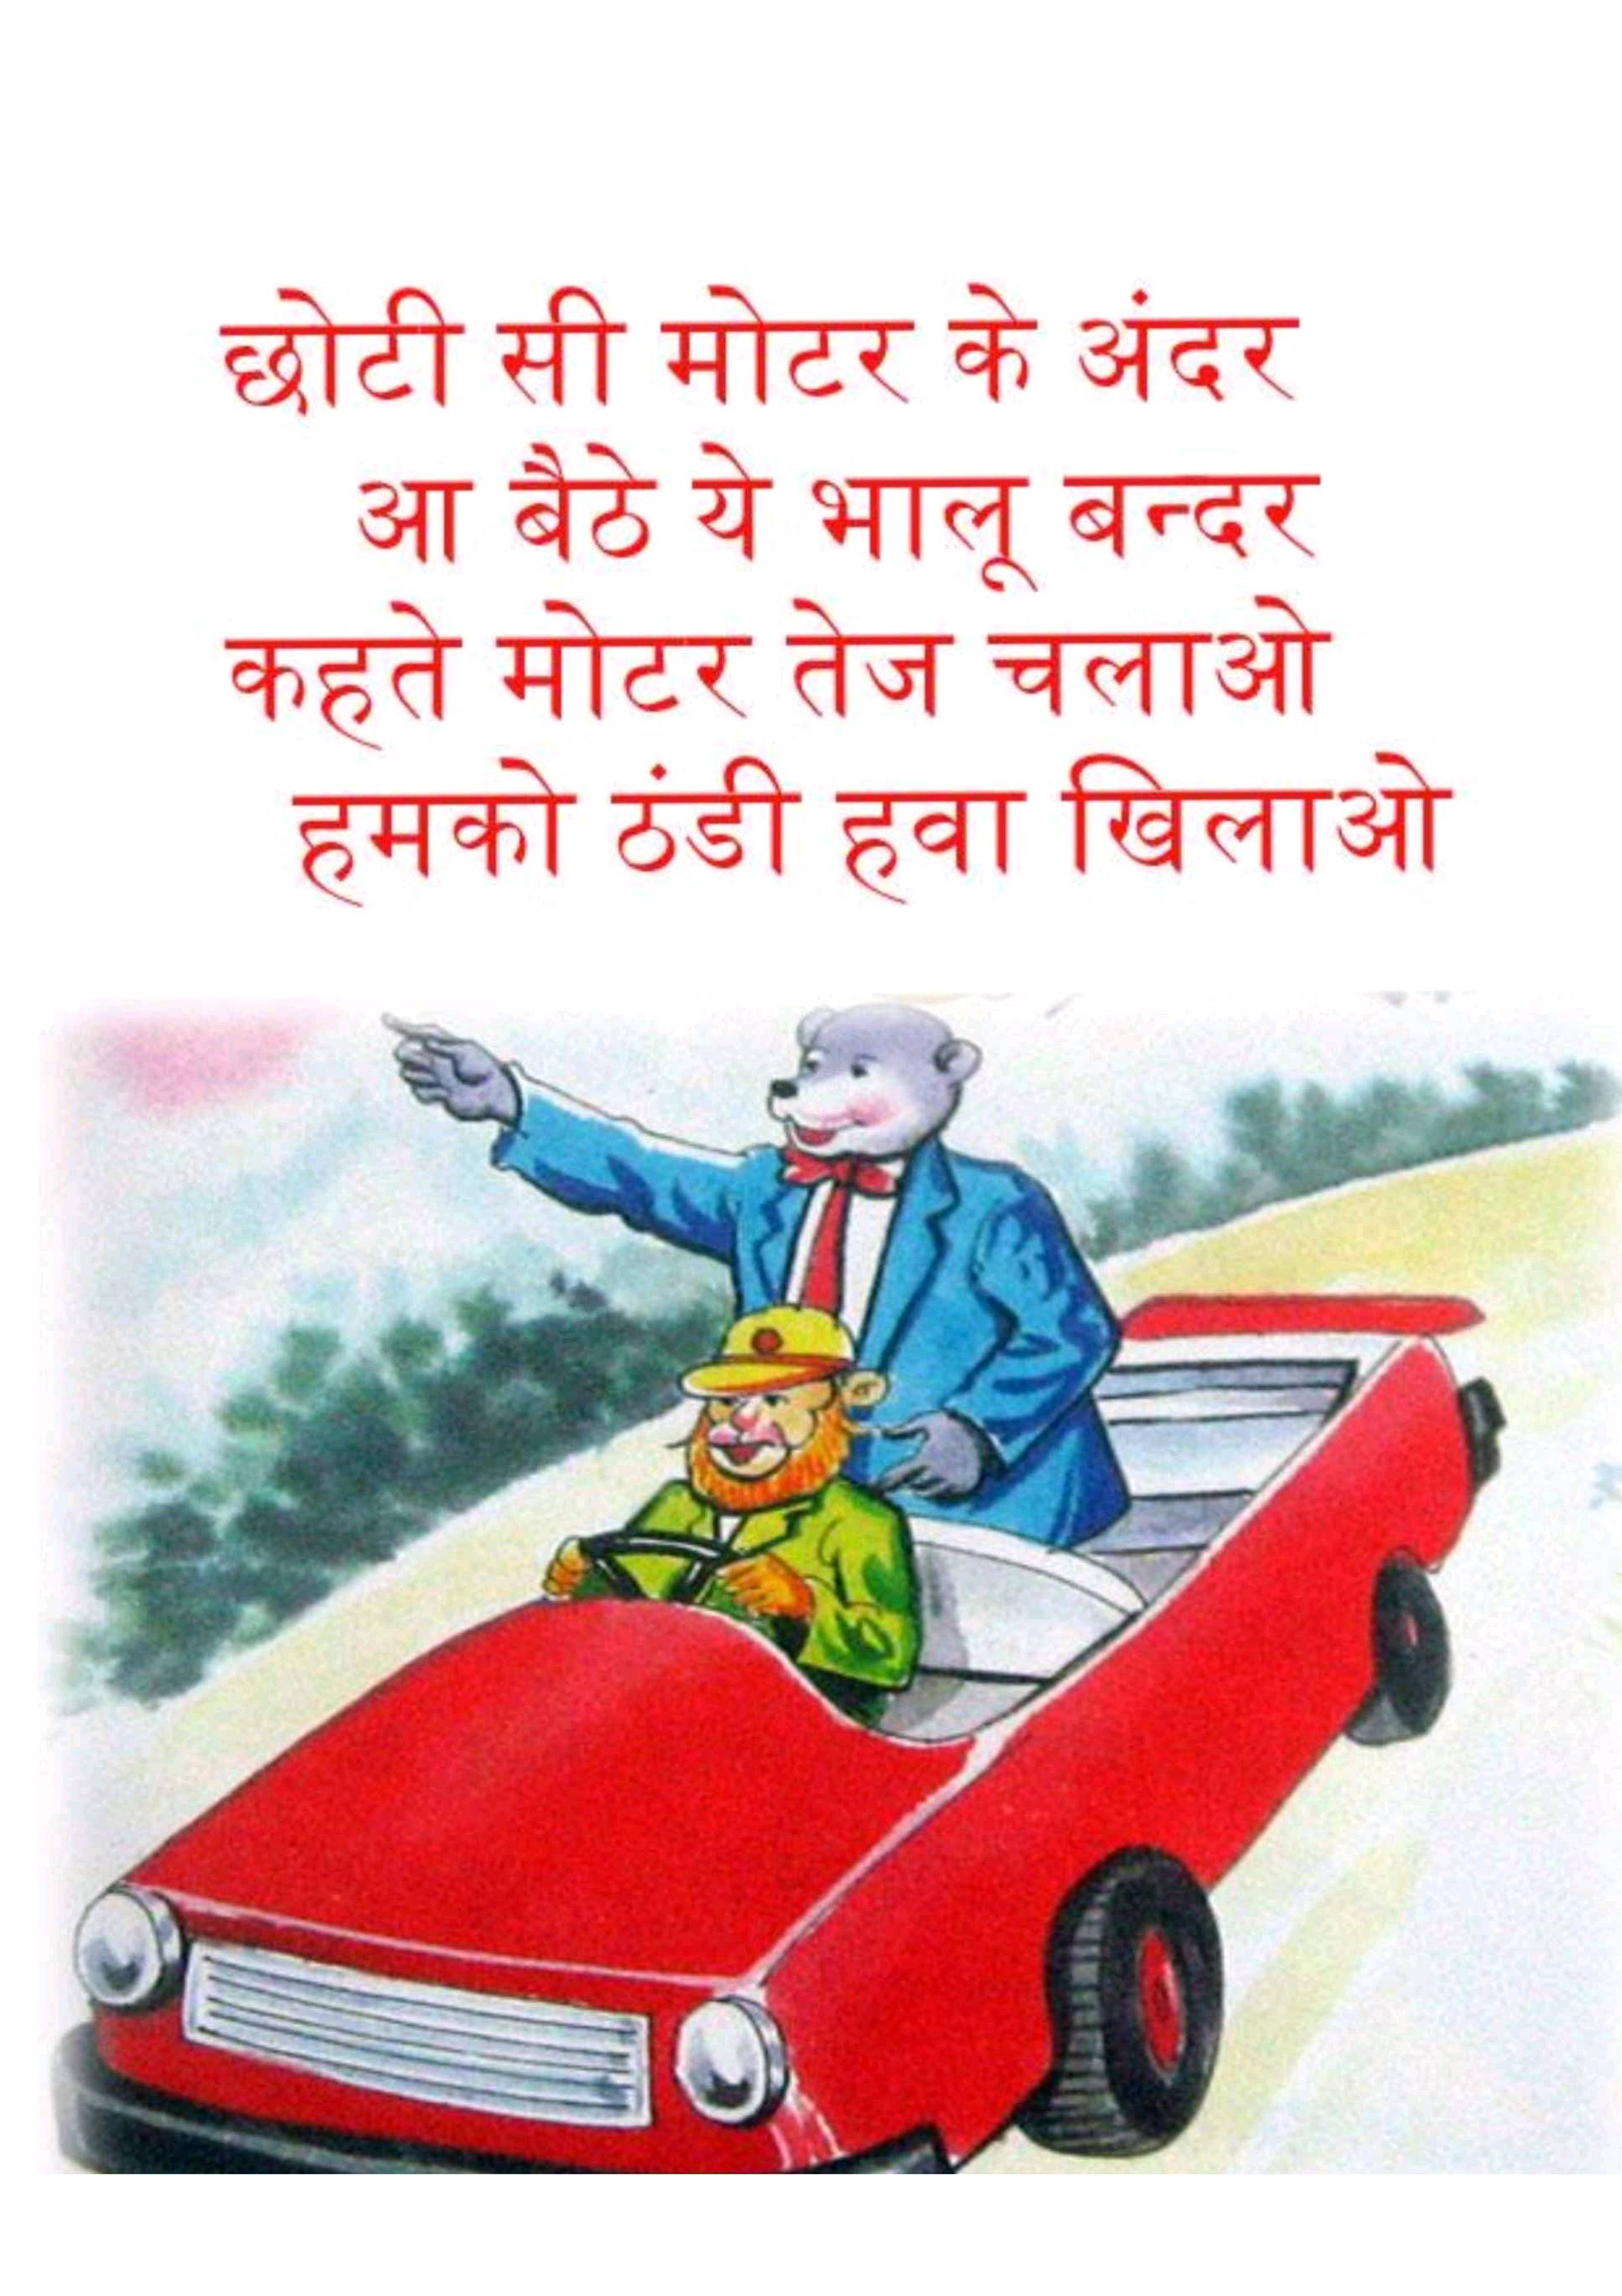 छोटी सी मोटर के अंदर
आ बैठे ये भालू बन्दर
कहते मोटर तेज चलाओ
हमको ठंडी हवा खिलाओ